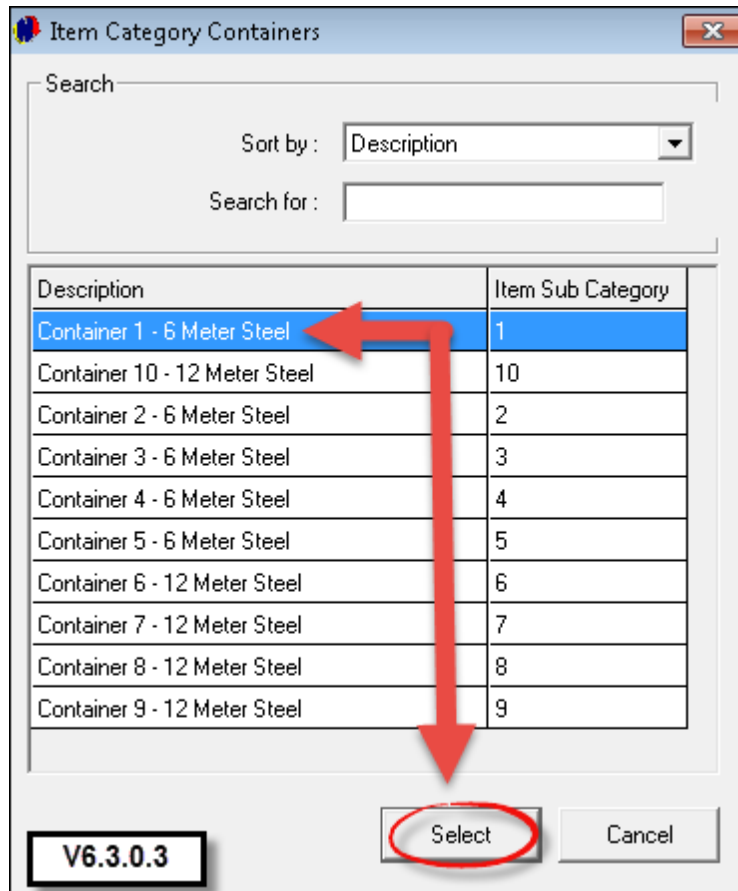 Item Category Containers
Search
Sort by : Description
Search for :
Description Item Sub Category
Container 1 - 6 Meter Steel 1
Container 10 - 12 Meter Steel 10
Container 2 - 6 Meter Steel 2
Container 3 - 6 Meter Steel 3
Container 4 - 6 Meter Steel 4
Container 5 - 6 Meter Steel 5
Container 6 - 12 Meter Steel 6
Container 7 - 12 Meter Steel 7
Container 8 - 12 Meter Steel 8
Container 9 - 12 Meter Steel 9
Select Cancel
V6.3.0.3